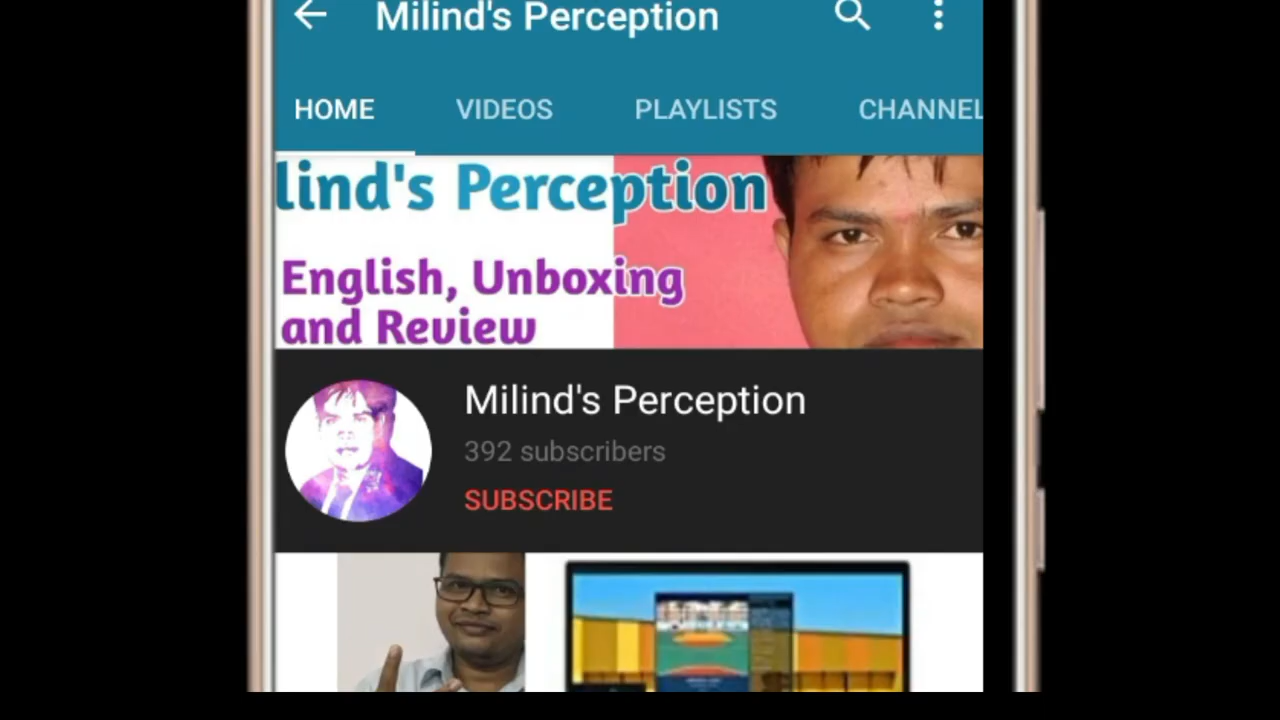 Milind's Perception
HOME VIDEOS PLAYLISTS CHANNEL
lind's Perception
English, Unboxing
and Review
Milind's Perception
392 subscribers
SUBSCRIBE